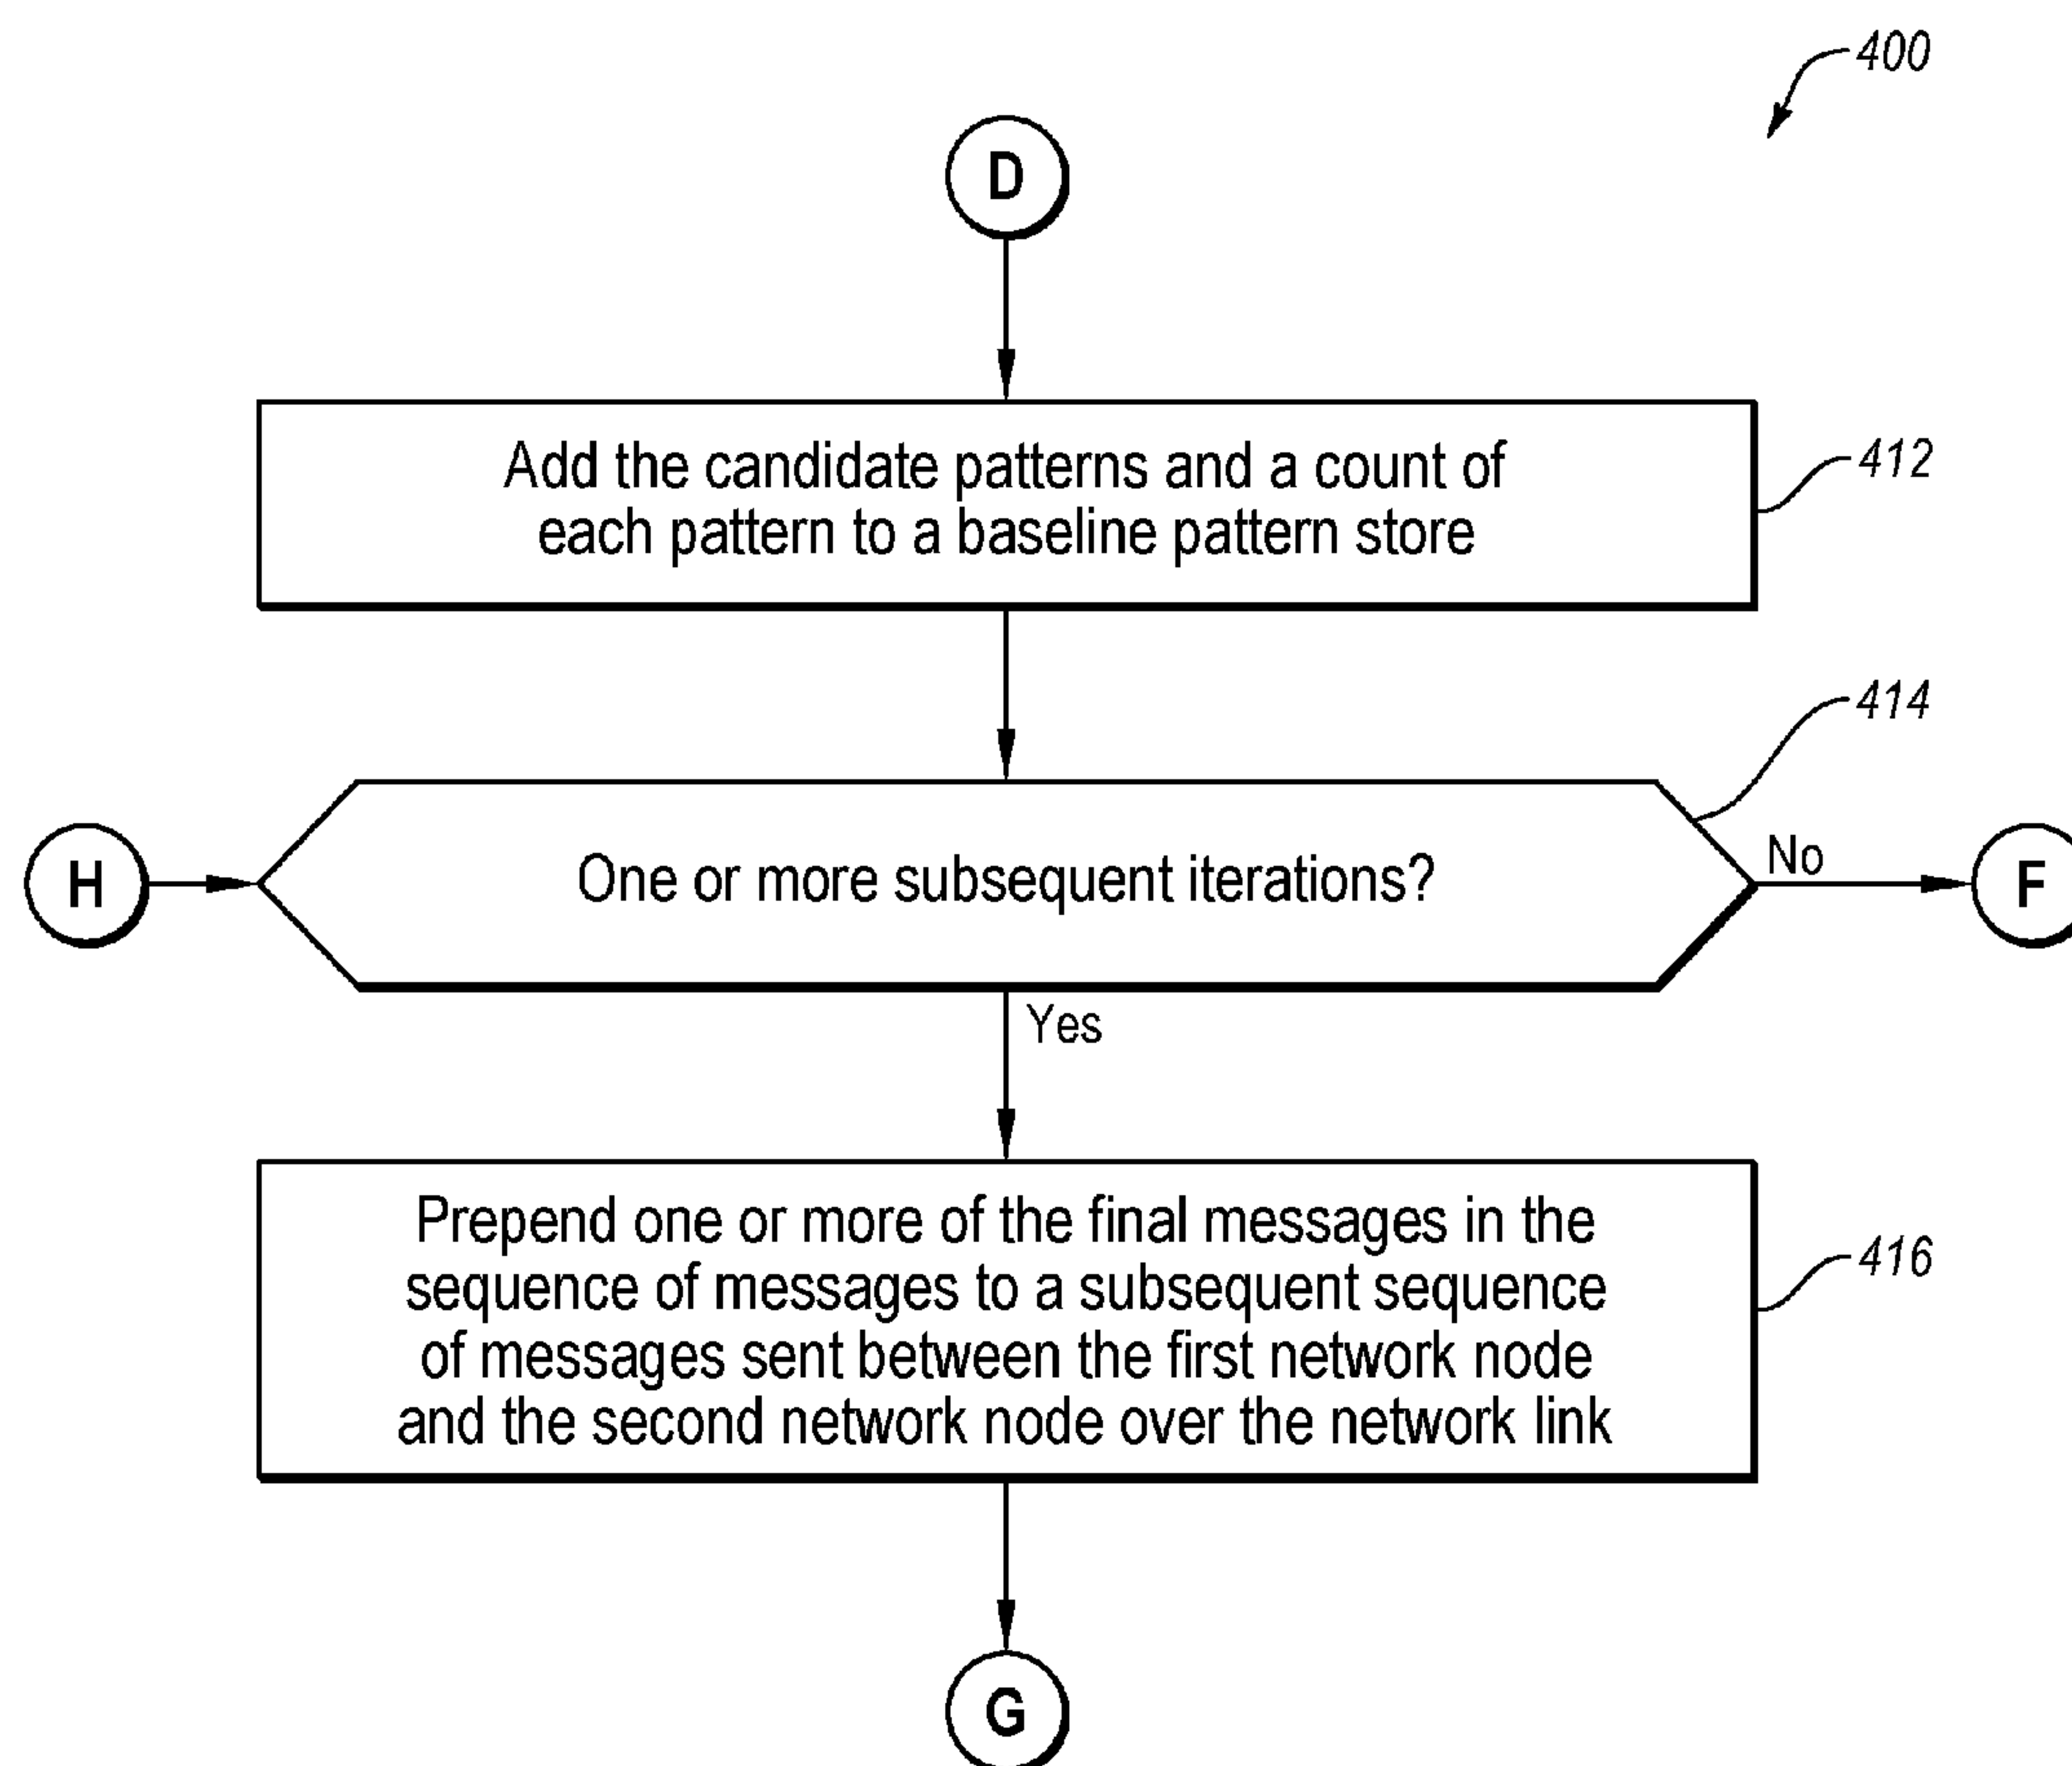 400
D
Add the candidate patterns and a count of
each pattern to a baseline pattern store
412
414
H
One or more subsequent iterations?
No
F
Yes
Prepend one or more of the final messages in the
sequence of messages to a subsequent sequence
of messages sent between the first network node
and the second network node over the network link
416
G